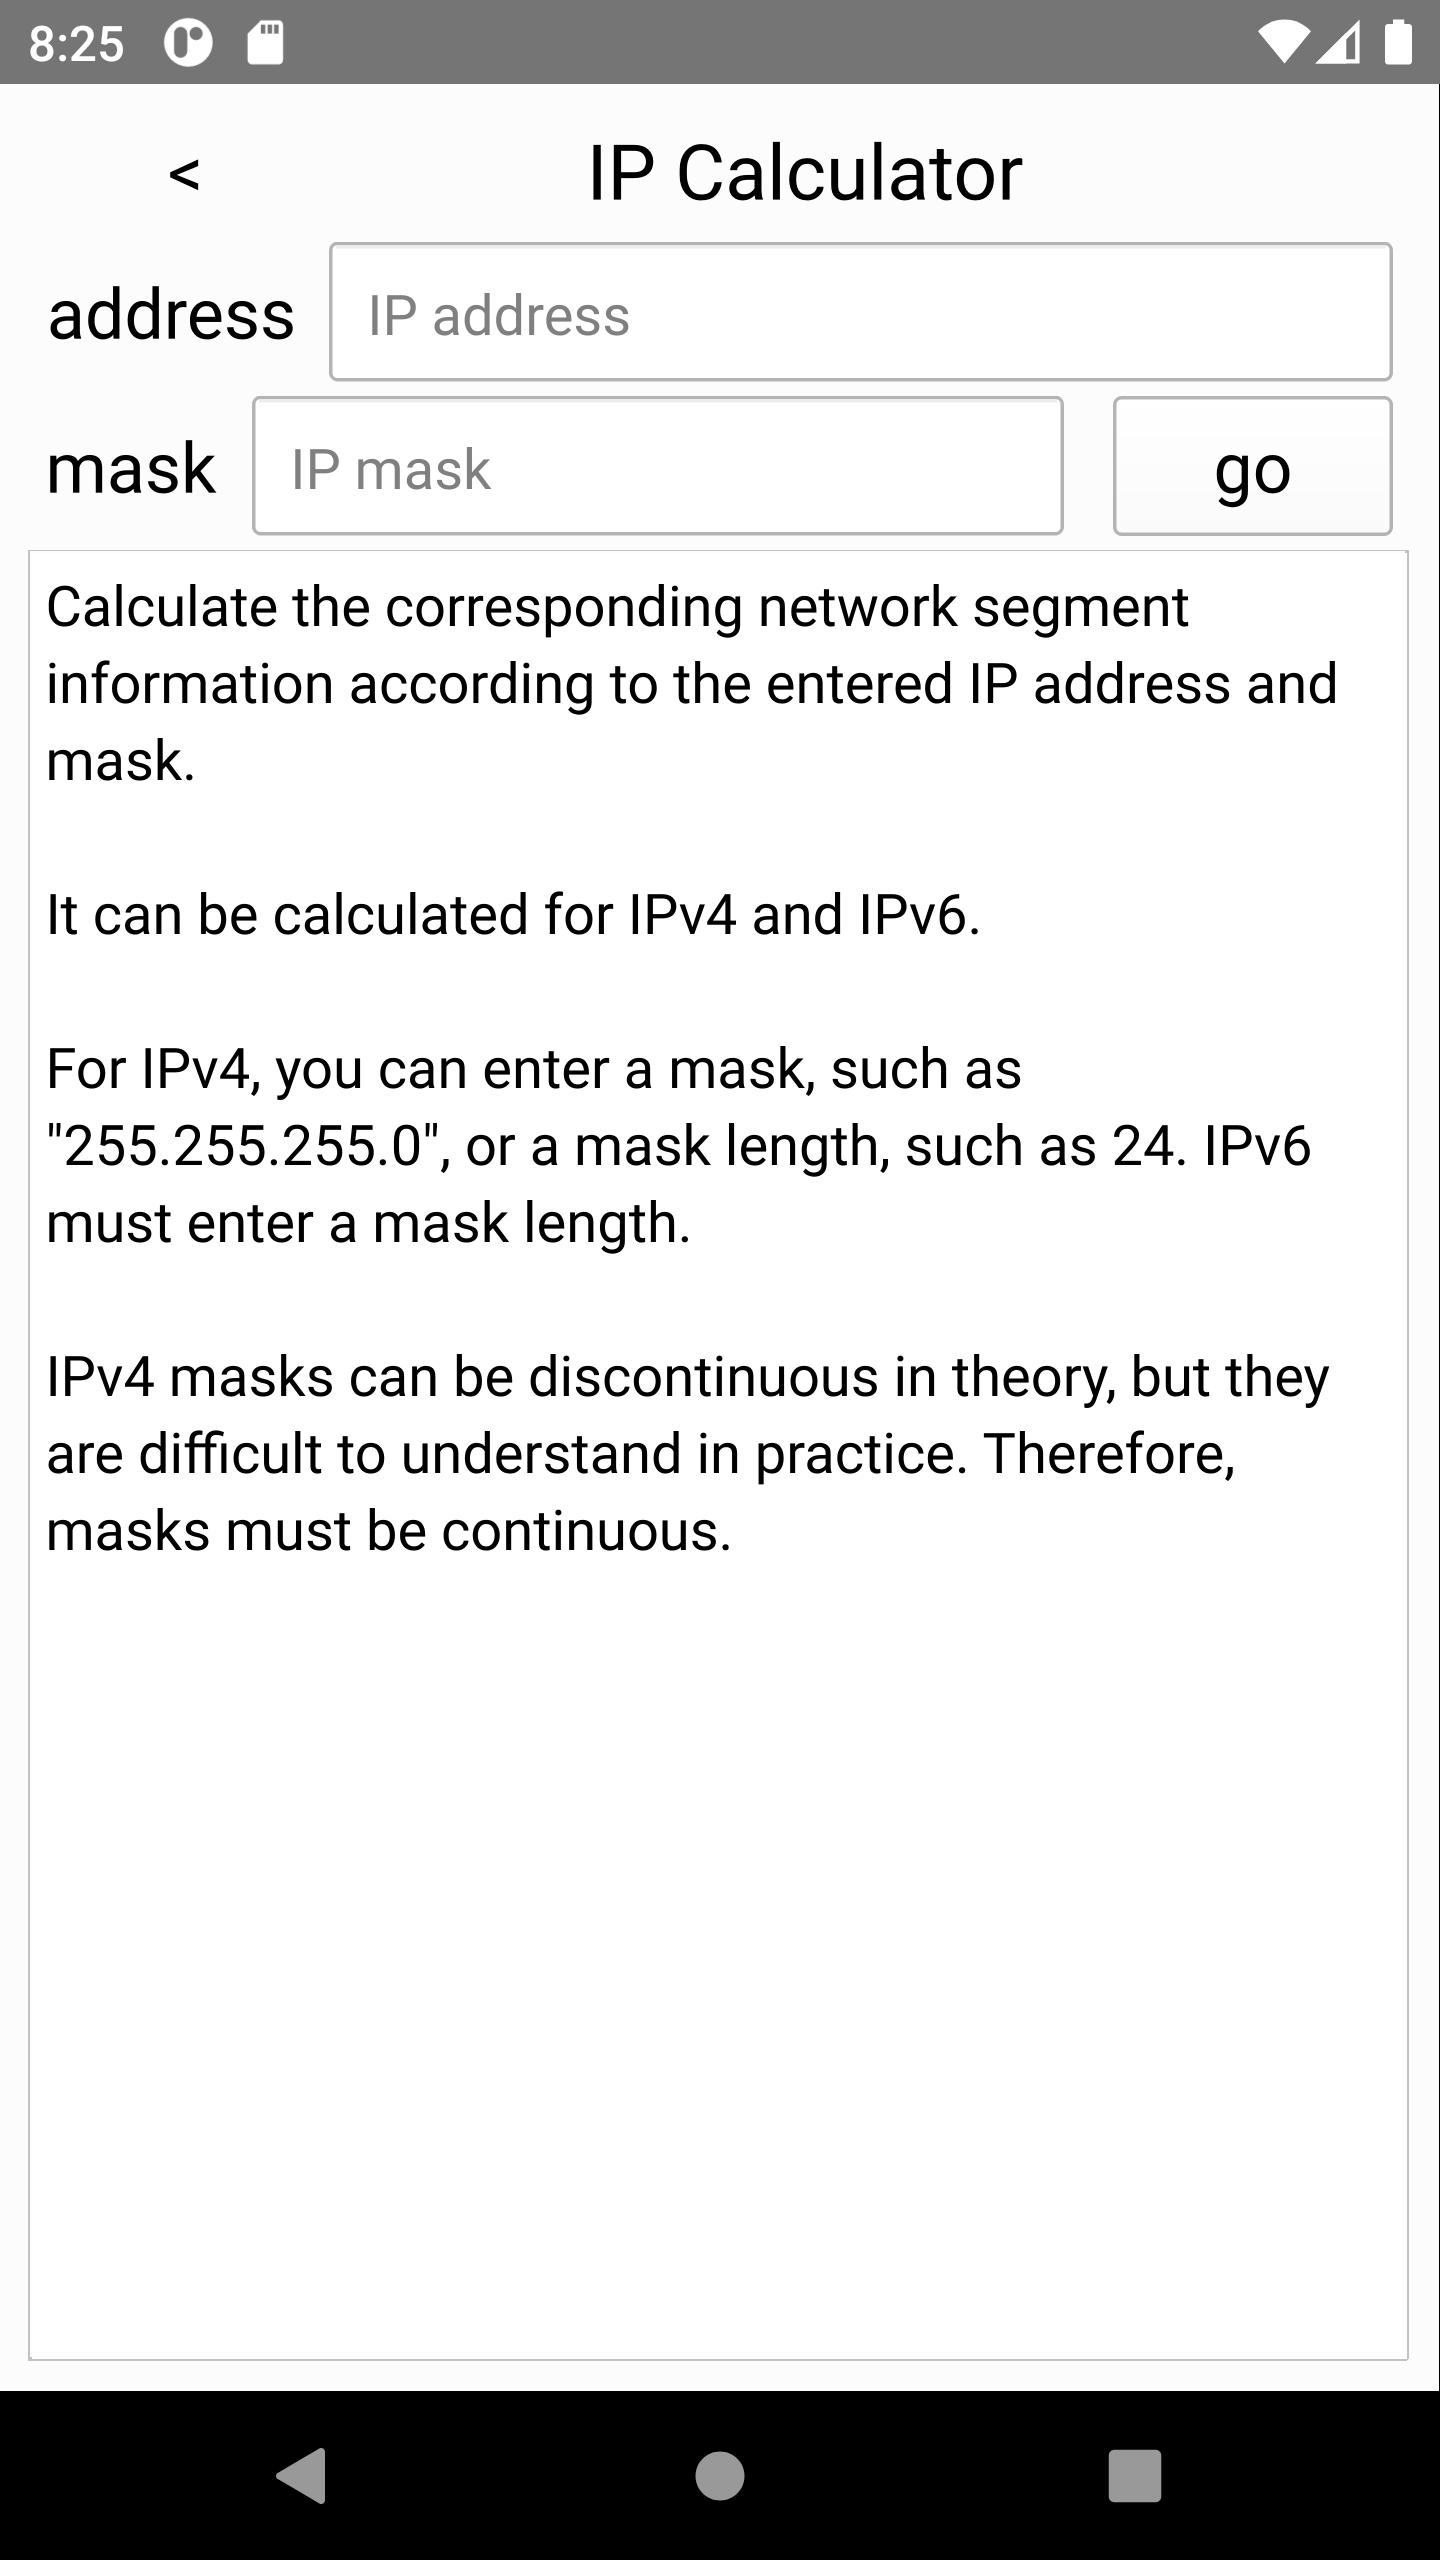 8:25
< IP Calculator
address IP address
mask IP mask go
Calculate the corresponding network segment
information according to the entered IP address and
mask.
It can be calculated for IPv4 and IPv6.
For IPv4, you can enter a mask, such as
"255.255.255.0", or a mask length, such as 24. IPv6
must enter a mask length.
IPv4 masks can be discontinuous in theory, but they
are difficult to understand in practice. Therefore,
masks must be continuous.